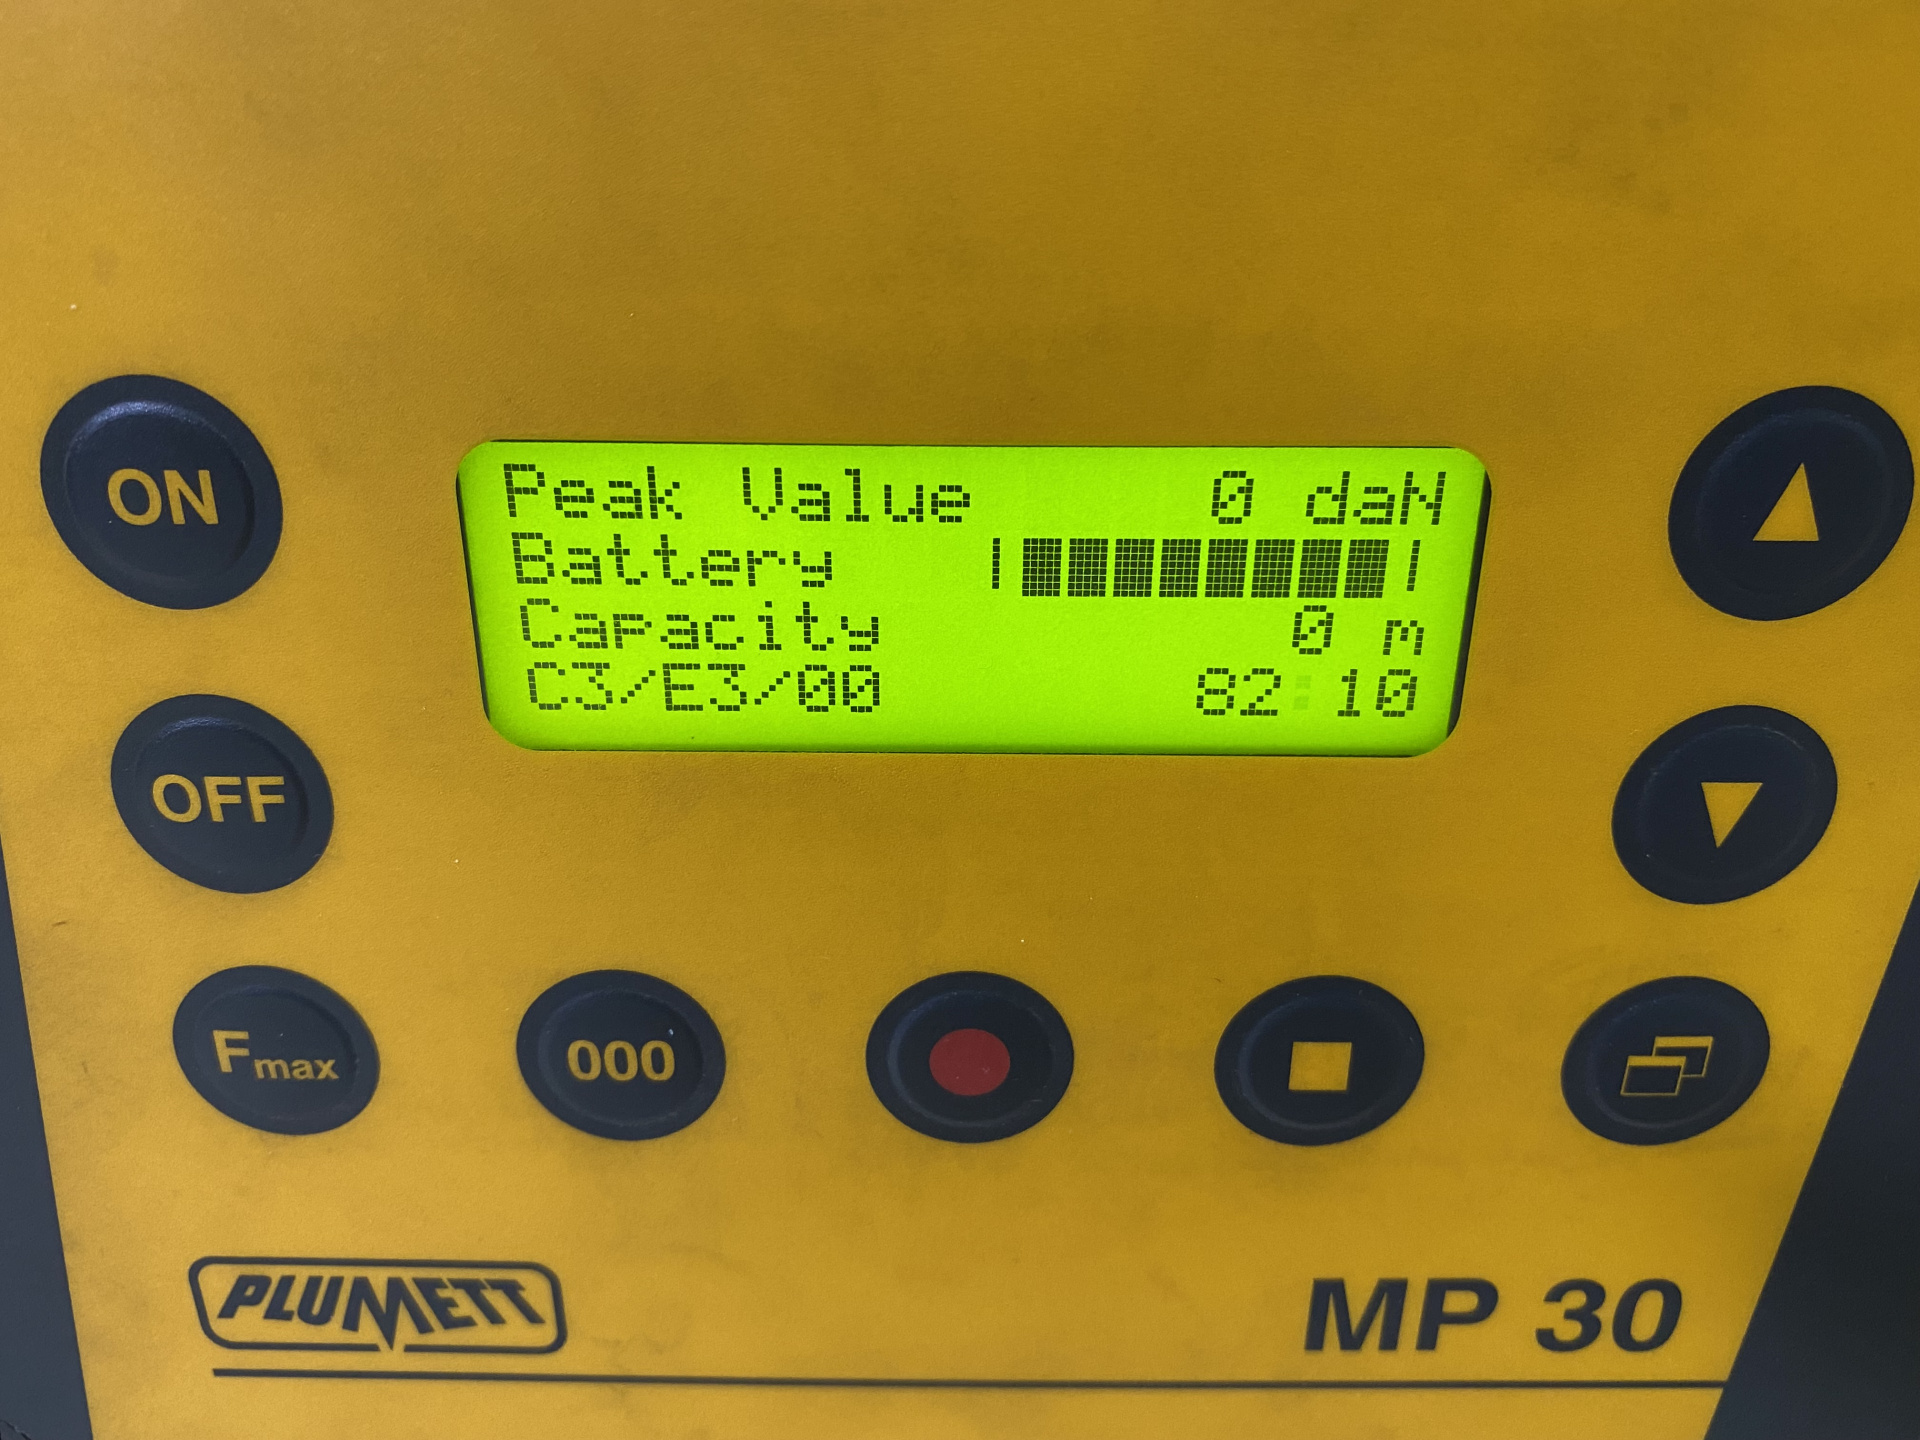 Peak Value 0 daN
Battery
Capacity 0 m
C3/E3/00 82:10
ON
OFF
Fmax
000
PLUMETT
MP 30